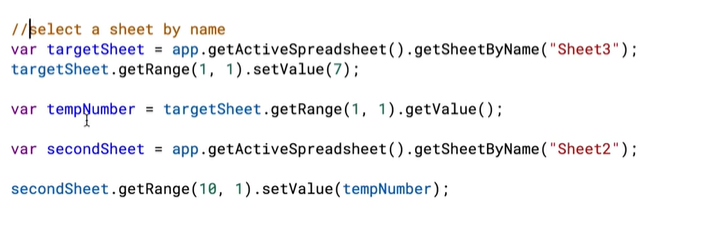 //select a sheet by name
var targetSheet = app.getActiveSpreadsheet().getSheetByName("Sheet3");
targetSheet.getRange(1, 1).setValue(7);
var tempNumber = targetSheet.getRange(1, 1).getValue();
var secondSheet = app.getActiveSpreadsheet().getSheetByName("Sheet2");
secondSheet.getRange(10, 1).setValue(tempNumber);